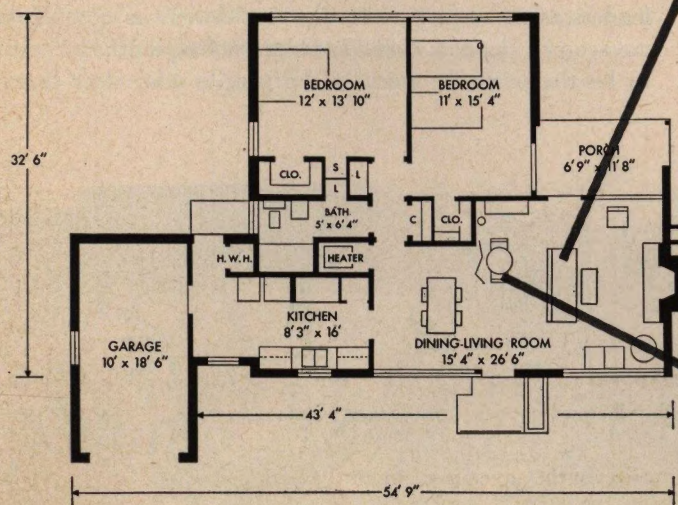 BEDROOM
12' x 13' 10"
BEDROOM
11' x 15' 4"
32' 6"
PORCH
6' 9" x 11' 8"
CLO.
S
L
L
BATH
5' x 6' 4"
C
CLO.
H. W. H.
HEATER
KITCHEN
8' 3" x 16'
GARAGE
10' x 18' 6"
DINING-LIVING ROOM
15' 4" x 26' 6"
43' 4"
54' 9"